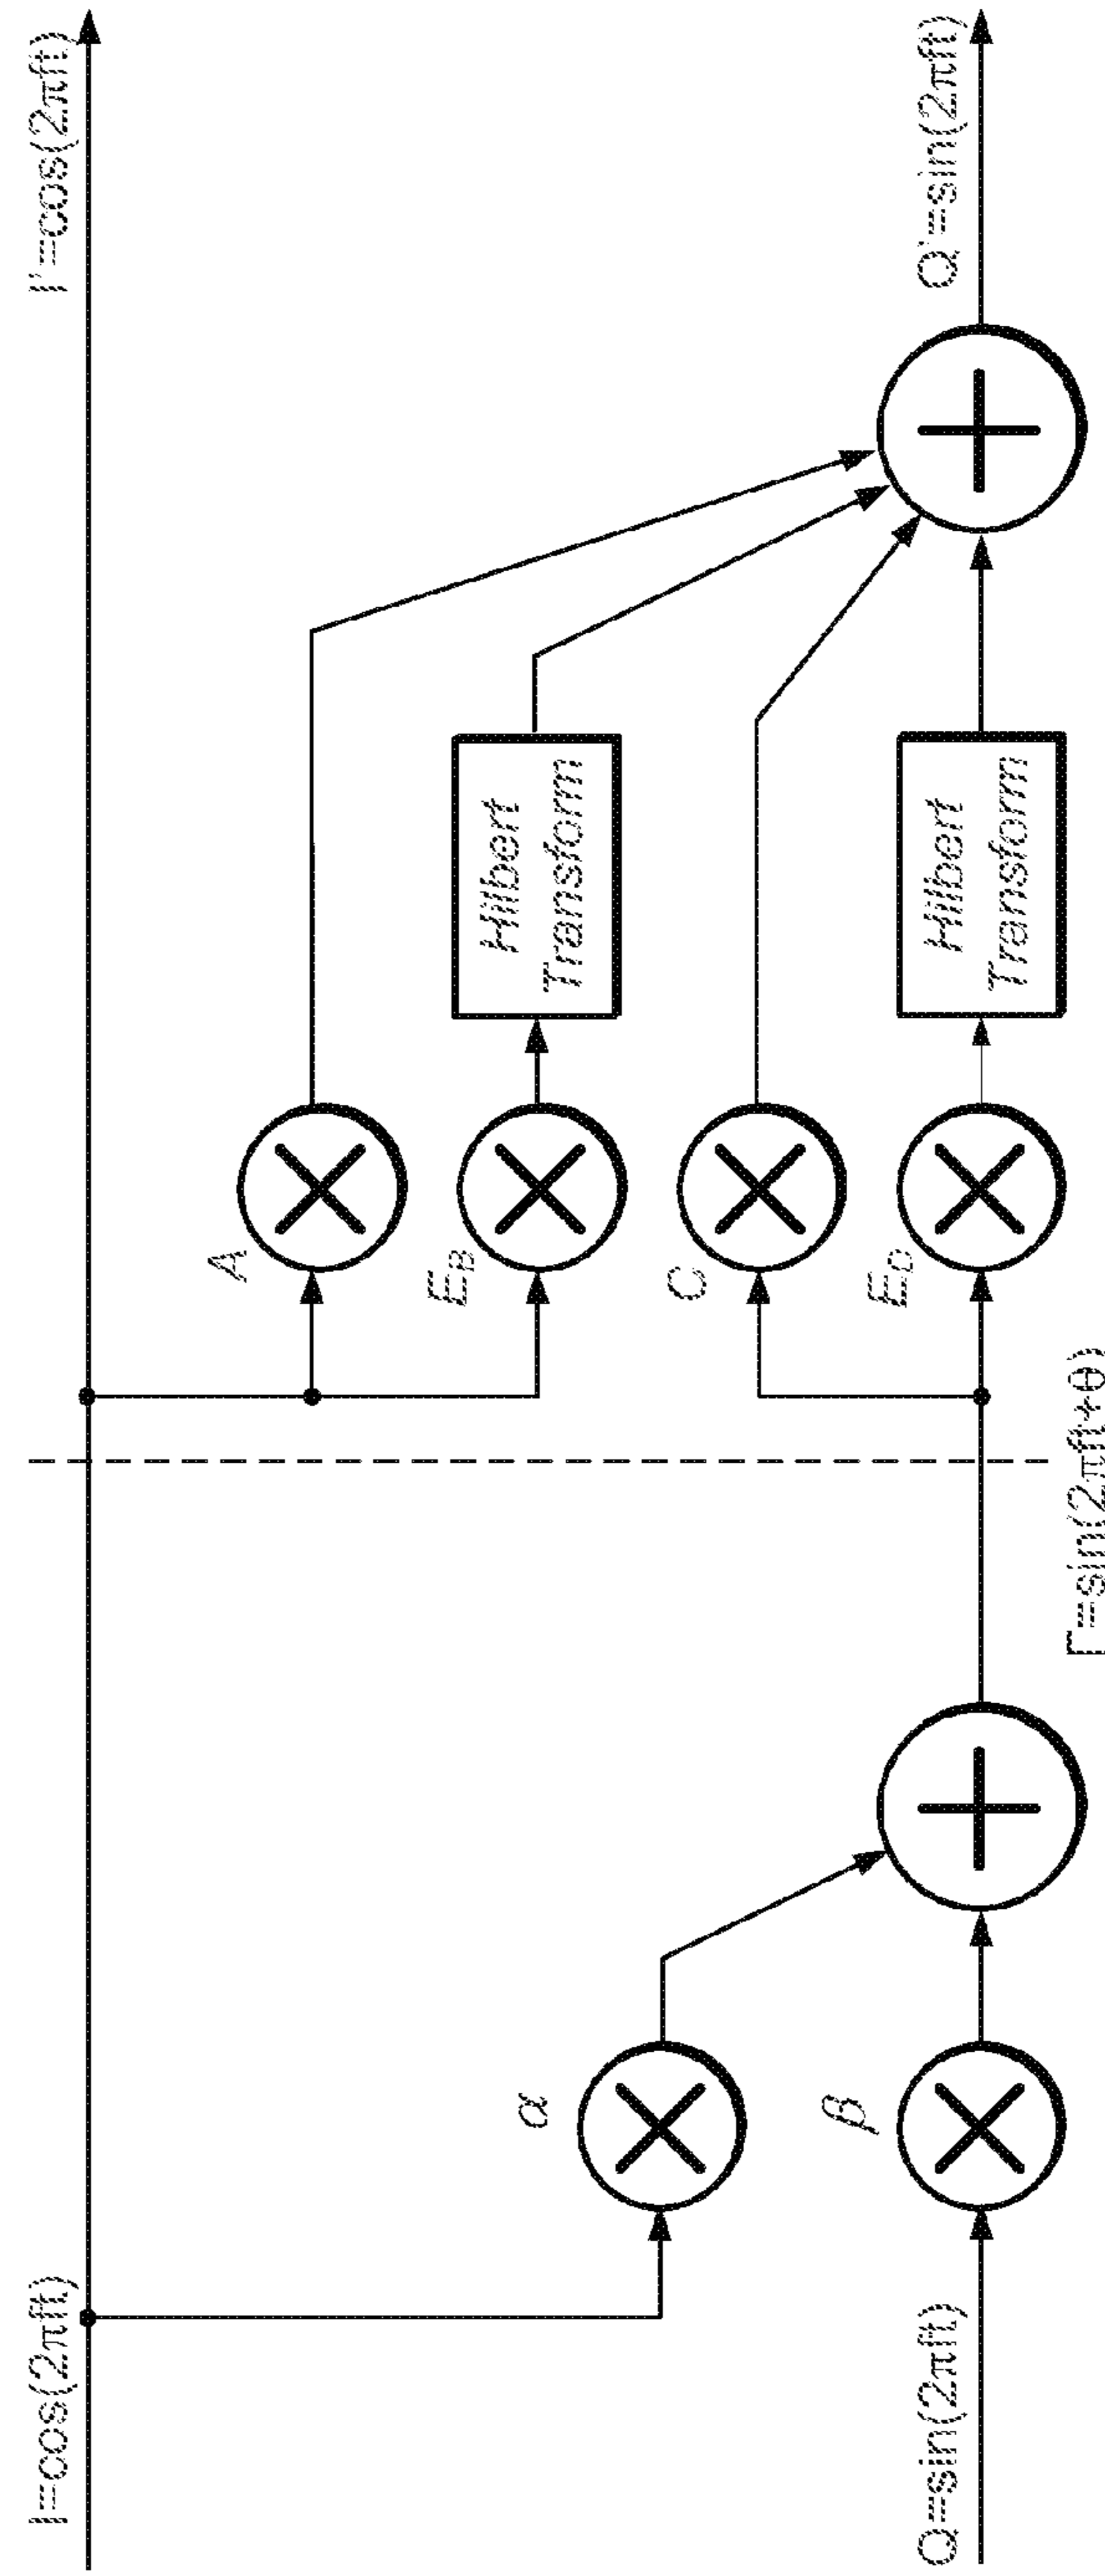 I=cos(2πft)
I'=cos(2πft)
A
E_B
Hilbert
Transform
α
C
β
E_D
Hilbert
Transform
Q=sin(2πft)
Q'=sin(2πft)
Γ=sin(2πft+θ)